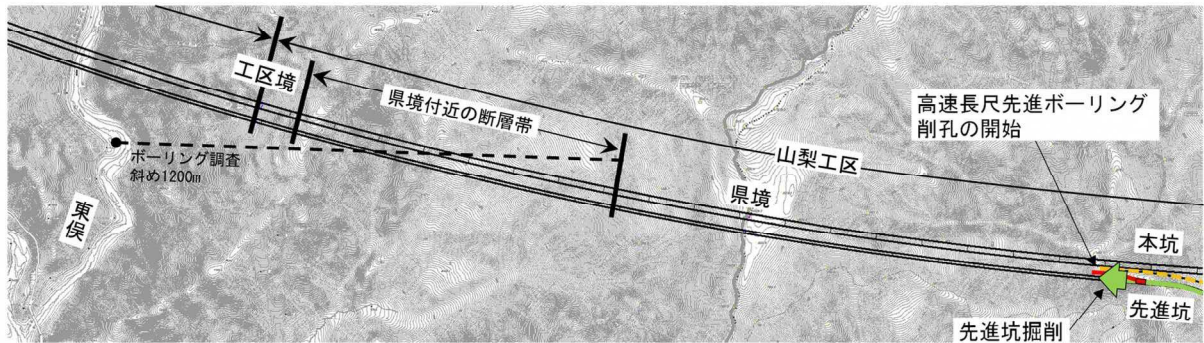 工区境
県境付近の断層帯
高速長尺先進ボーリング
削孔の開始
ボーリング調査
斜め1200m
山梨工区
東俣
県境
本坑
先進坑
先進坑掘削